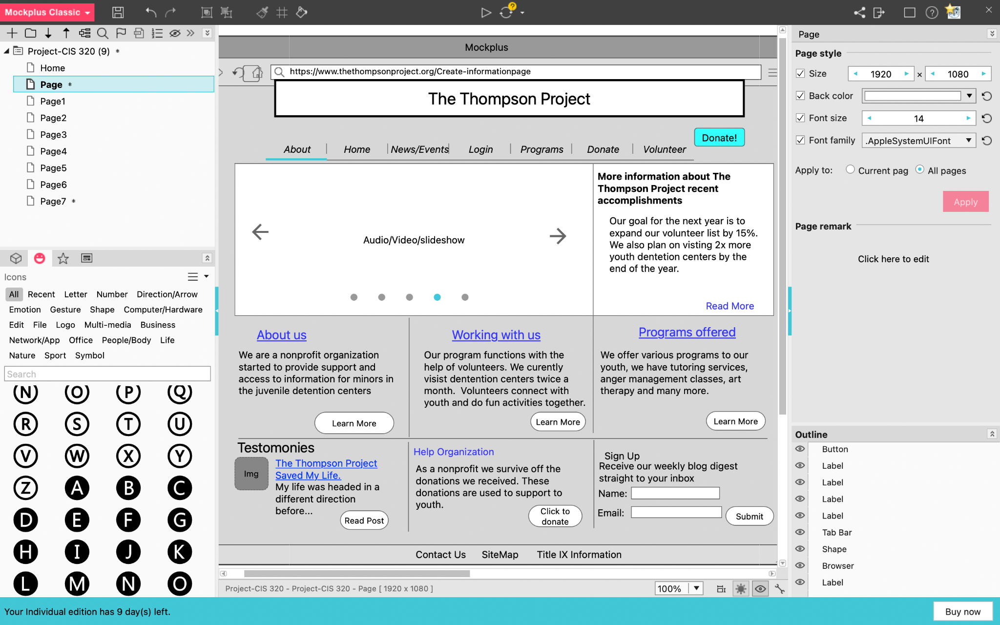 Mockplus Classic
Project-CIS 320 (9) *
Home
Page *
Page1
Page2
Page3
Page4
Page5
Page6
Page7 *
Icons
All Recent Letter Number Direction/Arrow
Emotion Gesture Shape Computer/Hardware
Edit File Logo Multi-media Business
Network/App Office People/Body Life
Nature Sport Symbol
Search
N O P Q
R S T U
V W X Y
Z A B C
D E F G
H I J K
L M N O
Mockplus
https://www.thethompsonproject.org/Create-informationpage
The Thompson Project
Donate!
About Home News/Events Login Programs Donate Volunteer
Audio/Video/slideshow
More information about The
Thompson Project recent
accomplishments
Our goal for the next year is to
expand our volunteer list by 15%.
We also plan on visting 2x more
youth dentetion centers by the
end of the year.
Read More
About us
We are a nonprofit organization
started to provide support and
access to information for minors in
the juvenile detention centers
Learn More
Working with us
Our program functions with the
help of volunteers. We curently
visist dentention centers twice a
month. Volunteers connect with
youth and do fun activities together.
Learn More
Programs offered
We offer various programs to our
youth, we have tutoring services,
anger management classes, art
therapy and many more.
Learn More
Testomonies
Img
The Thompson Project
Saved My Life.
My life was headed in a
different direction
before...
Read Post
Help Organization
As a nonprofit we survive off the
donations we received. These
donations are used to support to
youth.
Click to
donate
Sign Up
Receive our weekly blog digest
straight to your inbox
Name:
Email:
Submit
Contact Us SiteMap Title IX Information
Project-CIS 320 - Project-CIS 320 - Page [ 1920 x 1080 ]
100%
Page
Page style
Size 1920 × 1080
Back color
Font size 14
Font family .AppleSystemUIFont
Apply to: Current pag All pages
Apply
Page remark
Click here to edit
Outline
Button
Label
Label
Label
Label
Tab Bar
Shape
Browser
Label
Your Individual edition has 9 day(s) left.
Buy now